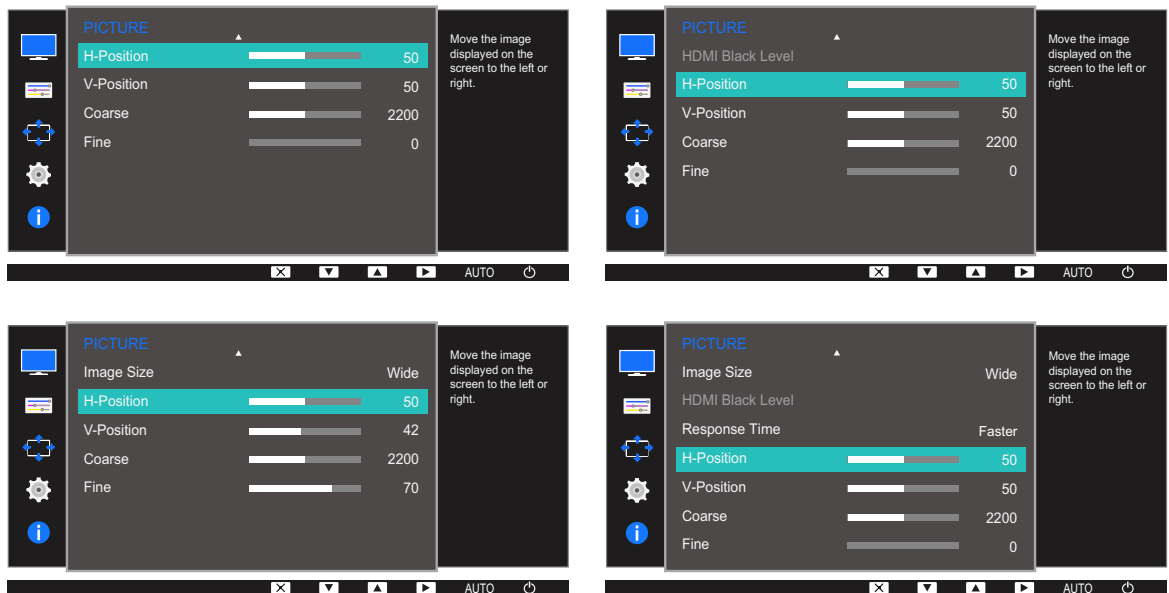 PICTURE
H-Position 50
V-Position 50
Coarse 2200
Fine 0
Move the image
displayed on the
screen to the left or
right.
i
AUTO
PICTURE
HDMI Black Level
H-Position 50
V-Position 50
Coarse 2200
Fine 0
Move the image
displayed on the
screen to the left or
right.
i
AUTO
PICTURE
Image Size Wide
H-Position 50
V-Position 42
Coarse 2200
Fine 70
Move the image
displayed on the
screen to the left or
right.
i
AUTO
PICTURE
Image Size Wide
HDMI Black Level
Response Time Faster
H-Position 50
V-Position 50
Coarse 2200
Fine 0
Move the image
displayed on the
screen to the left or
right.
i
AUTO